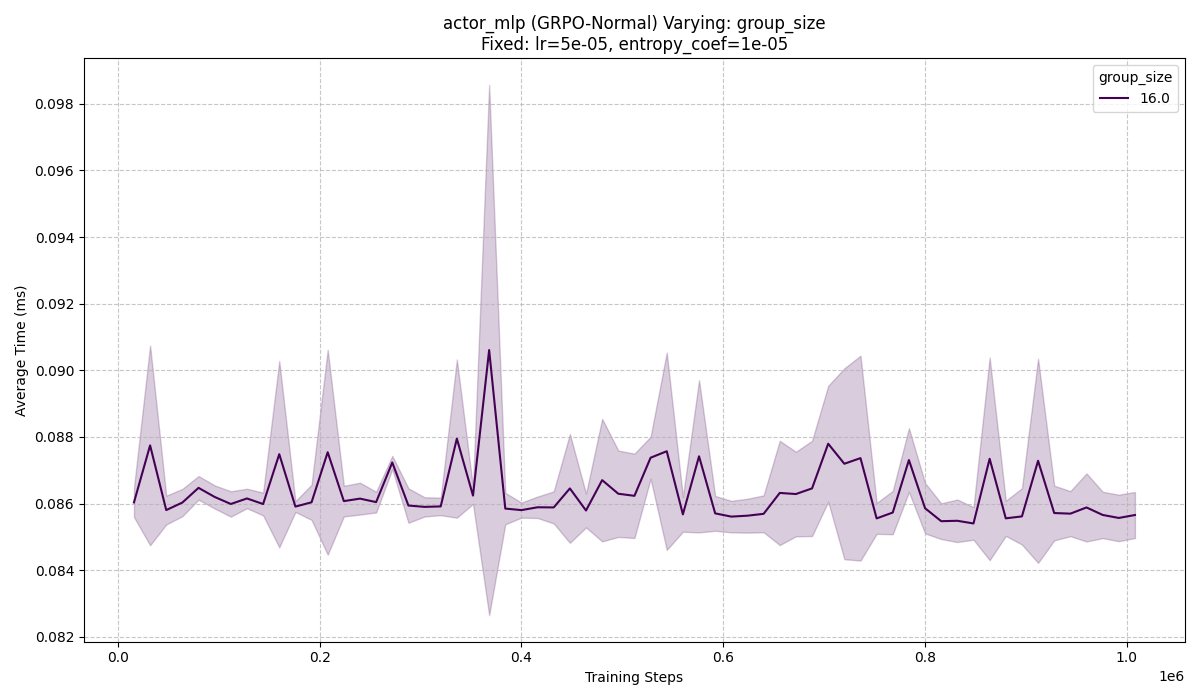 actor_mlp (GRPO-Normal) Varying: group_size
Fixed: lr=5e-05, entropy_coef=1e-05
group_size
16.0
Average Time (ms)
0.098
0.096
0.094
0.092
0.090
0.088
0.086
0.084
0.082
0.0
0.2
0.4
0.6
0.8
1.0
1e6
Training Steps